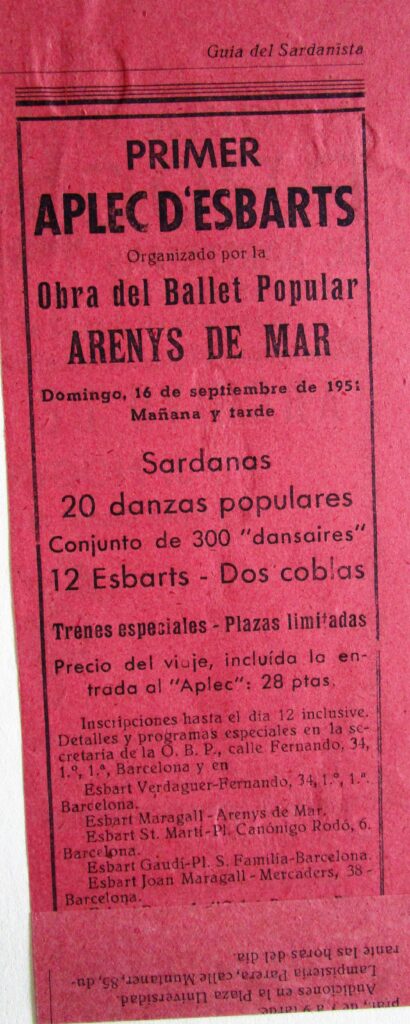 Guía del Sardanista
PRIMER
APLEC D'ESBARTS
Organizado por la
Obra del Ballet Popular
ARENYS DE MAR
Domingo, 16 de septiembre de 1951
Mañana y tarde
Sardanas
20 danzas populares
Conjunto de 300 "dansaires"
12 Esbarts - Dos coblas
Trenes especiales - Plazas limitadas
Precio del viaje, incluída la en-
trada al "Aplec": 28 ptas.
Inscripciones hasta el día 12 inclusive.
Detalles y programas especiales en la se-
cretaría de la O. B. P., calle Fernando, 34,
1.º, 1.ª, Barcelona y en
Esbart Verdaguer-Fernando, 34, 1.º, 1.ª.
Barcelona.
Esbart Maragall - Arenys de Mar.
Esbart St. Martí-Pl. Canónigo Rodó, 6.
Barcelona.
Esbart Gaudí-Pl. S. Família-Barcelona.
Esbart Joan Maragall - Mercaders, 38 -
Barcelona.
Audiciones en la Plaza Universidad.
Lampistería Parera, calle Muntaner, 85, du-
rante las horas del día